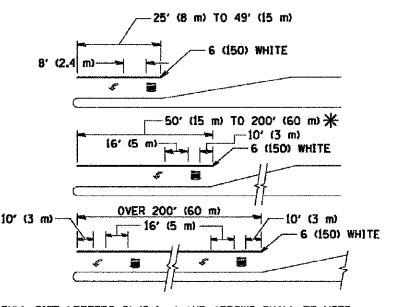 25' (8 m) TO 49' (15 m)
8' (2.4 m)
6 (150) WHITE
50' (15 m) TO 200' (60 m) *
16' (5 m)
10' (3 m)
6 (150) WHITE
OVER 200' (60 m)
10' (3 m)
16' (5 m)
10' (3 m)
6 (150) WHITE